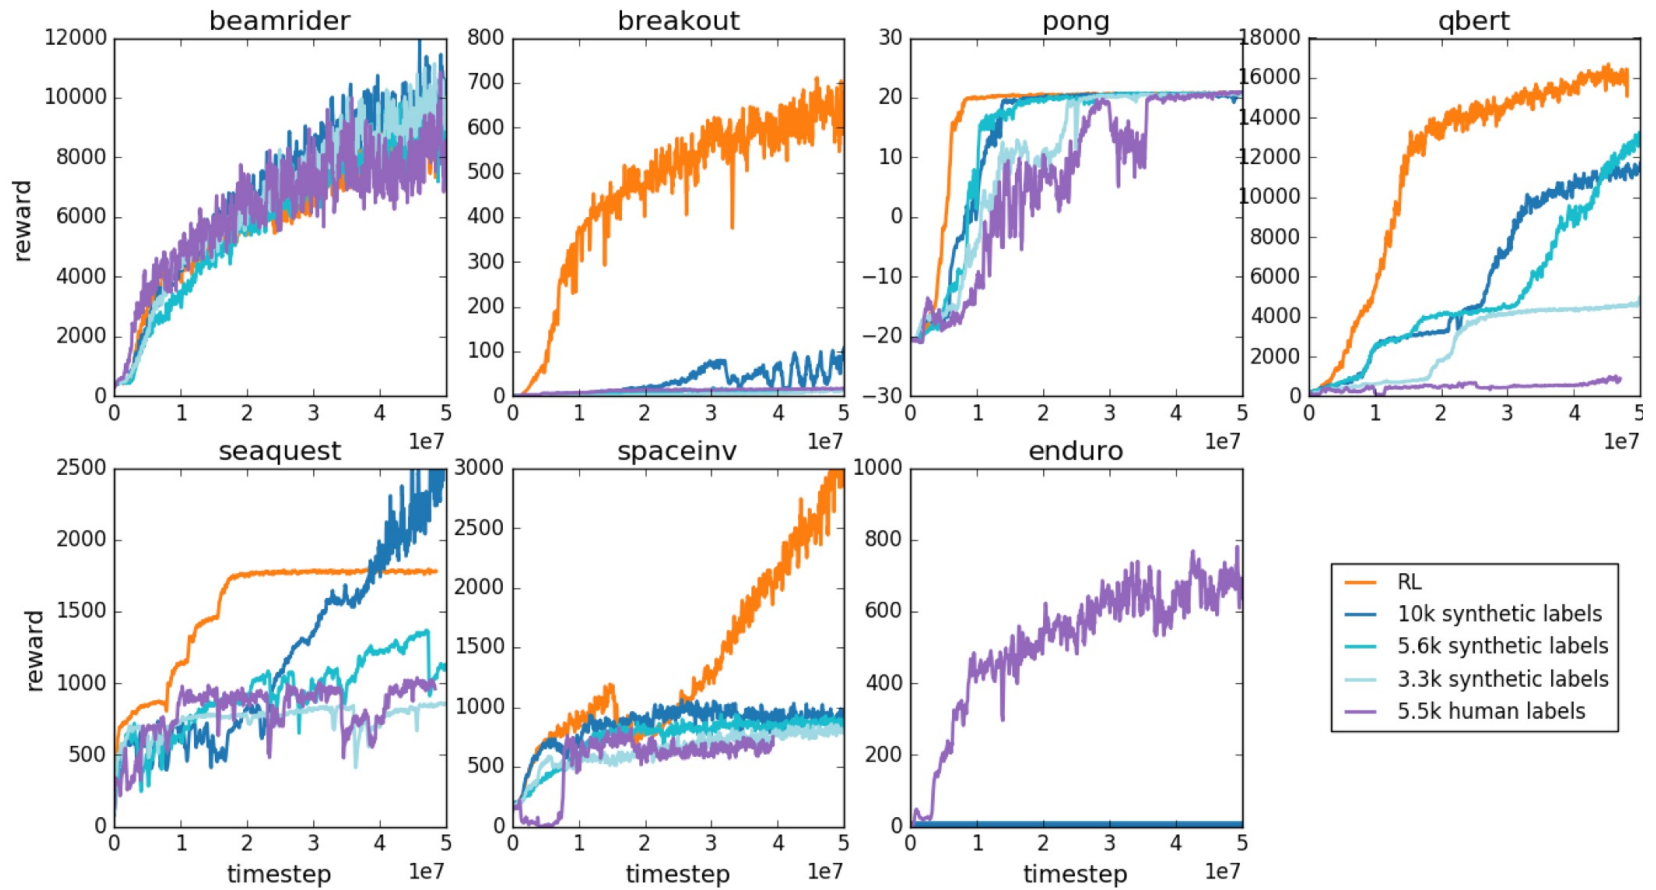 beamrider
breakout
pong
qbert
12000
10000
8000
6000
4000
2000
0
reward
0 1 2 3 4 5
1e7
800
700
600
500
400
300
200
100
0
0 1 2 3 4 5
1e7
30
20
10
0
−10
−20
−30
0 1 2 3 4 5
1e7
18000
16000
14000
12000
10000
8000
6000
4000
2000
0
0 1 2 3 4 5
1e7
seaquest
spaceinv
enduro
2500
2000
1500
1000
500
0
reward
0 1 2 3 4 5
timestep
1e7
3000
2500
2000
1500
1000
500
0
0 1 2 3 4 5
timestep
1e7
1000
800
600
400
200
0
0 1 2 3 4 5
timestep
1e7
RL
10k synthetic labels
5.6k synthetic labels
3.3k synthetic labels
5.5k human labels